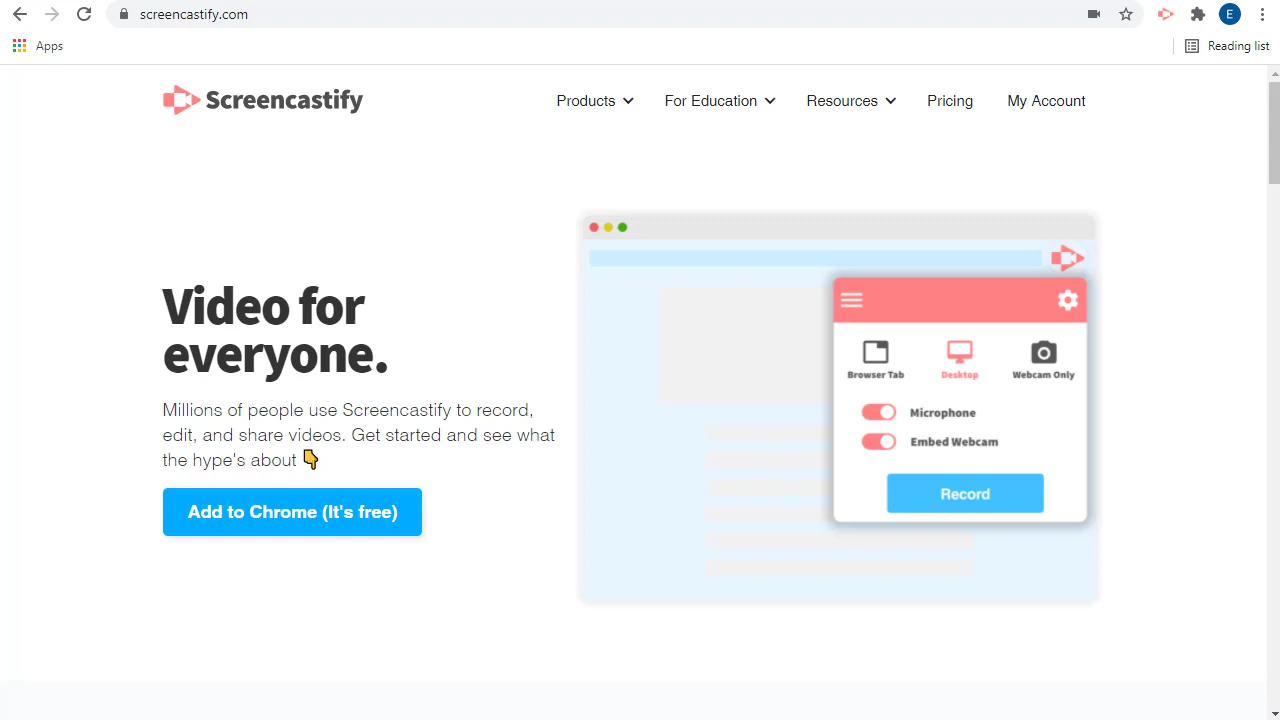 screencastify.com
E
Apps
Reading list
Screencastify
Products
For Education
Resources
Pricing
My Account
Video for
everyone.
Millions of people use Screencastify to record,
edit, and share videos. Get started and see what
the hype's about 👇
Add to Chrome (It's free)
Browser Tab
Desktop
Webcam Only
Microphone
Embed Webcam
Record